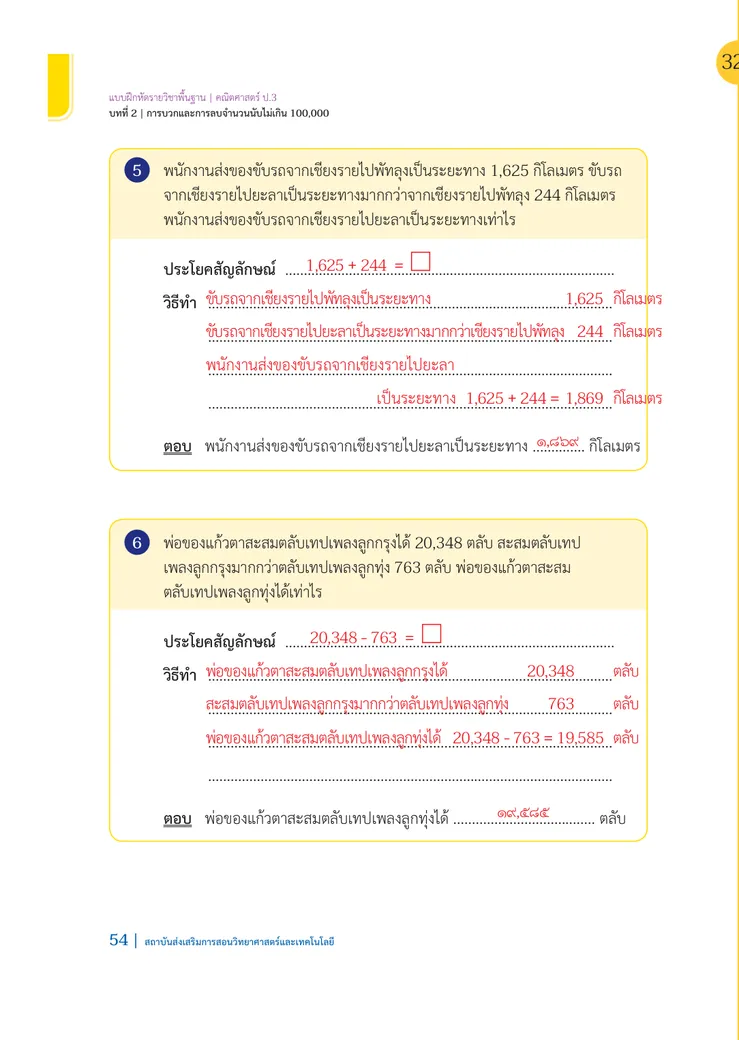 32
แบบฝึกหัดรายวิชาพื้นฐาน | คณิตศาสตร์ ป.3
บทที่ 2 | การบวกและการลบจำนวนนับไม่เกิน 100,000
5 พนักงานส่งของขับรถจากเชียงรายไปพัทลุงเป็นระยะทาง 1,625 กิโลเมตร ขับรถ
จากเชียงรายไปยะลาเป็นระยะทางมากกว่าจากเชียงรายไปพัทลุง 244 กิโลเมตร
พนักงานส่งของขับรถจากเชียงรายไปยะลาเป็นระยะทางเท่าไร
ประโยคสัญลักษณ์ 1,625 + 244 = □
วิธีทำ ขับรถจากเชียงรายไปพัทลุงเป็นระยะทาง 1,625 กิโลเมตร
ขับรถจากเชียงรายไปยะลาเป็นระยะทางมากกว่าเชียงรายไปพัทลุง 244 กิโลเมตร
พนักงานส่งของขับรถจากเชียงรายไปยะลา
เป็นระยะทาง 1,625 + 244 = 1,869 กิโลเมตร
ตอบ พนักงานส่งของขับรถจากเชียงรายไปยะลาเป็นระยะทาง ๑,๘๖๙ กิโลเมตร
6 พ่อของแก้วตาสะสมตลับเทปเพลงลูกกรุงได้ 20,348 ตลับ สะสมตลับเทป
เพลงลูกกรุงมากกว่าตลับเทปเพลงลูกทุ่ง 763 ตลับ พ่อของแก้วตาสะสม
ตลับเทปเพลงลูกทุ่งได้เท่าไร
ประโยคสัญลักษณ์ 20,348 - 763 = □
วิธีทำ พ่อของแก้วตาสะสมตลับเทปเพลงลูกกรุงได้ 20,348 ตลับ
สะสมตลับเทปเพลงลูกกรุงมากกว่าตลับเทปเพลงลูกทุ่ง 763 ตลับ
พ่อของแก้วตาสะสมตลับเทปเพลงลูกทุ่งได้ 20,348 - 763 = 19,585 ตลับ
ตอบ พ่อของแก้วตาสะสมตลับเทปเพลงลูกทุ่งได้ ๑๙,๕๘๕ ตลับ
54 | สถาบันส่งเสริมการสอนวิทยาศาสตร์และเทคโนโลยี